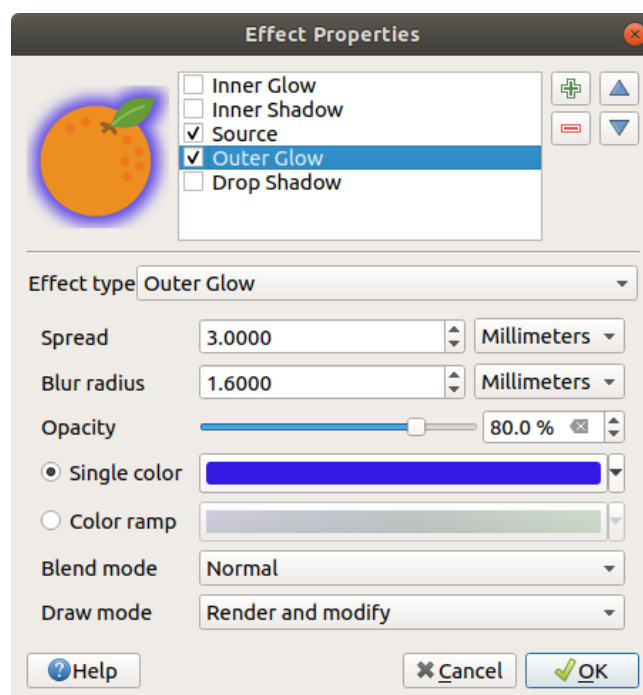 Effect Properties
Inner Glow
Inner Shadow
Source
Outer Glow
Drop Shadow
Effect type Outer Glow
Spread 3.0000 Millimeters
Blur radius 1.6000 Millimeters
Opacity 80.0 %
Single color
Color ramp
Blend mode Normal
Draw mode Render and modify
Help Cancel OK